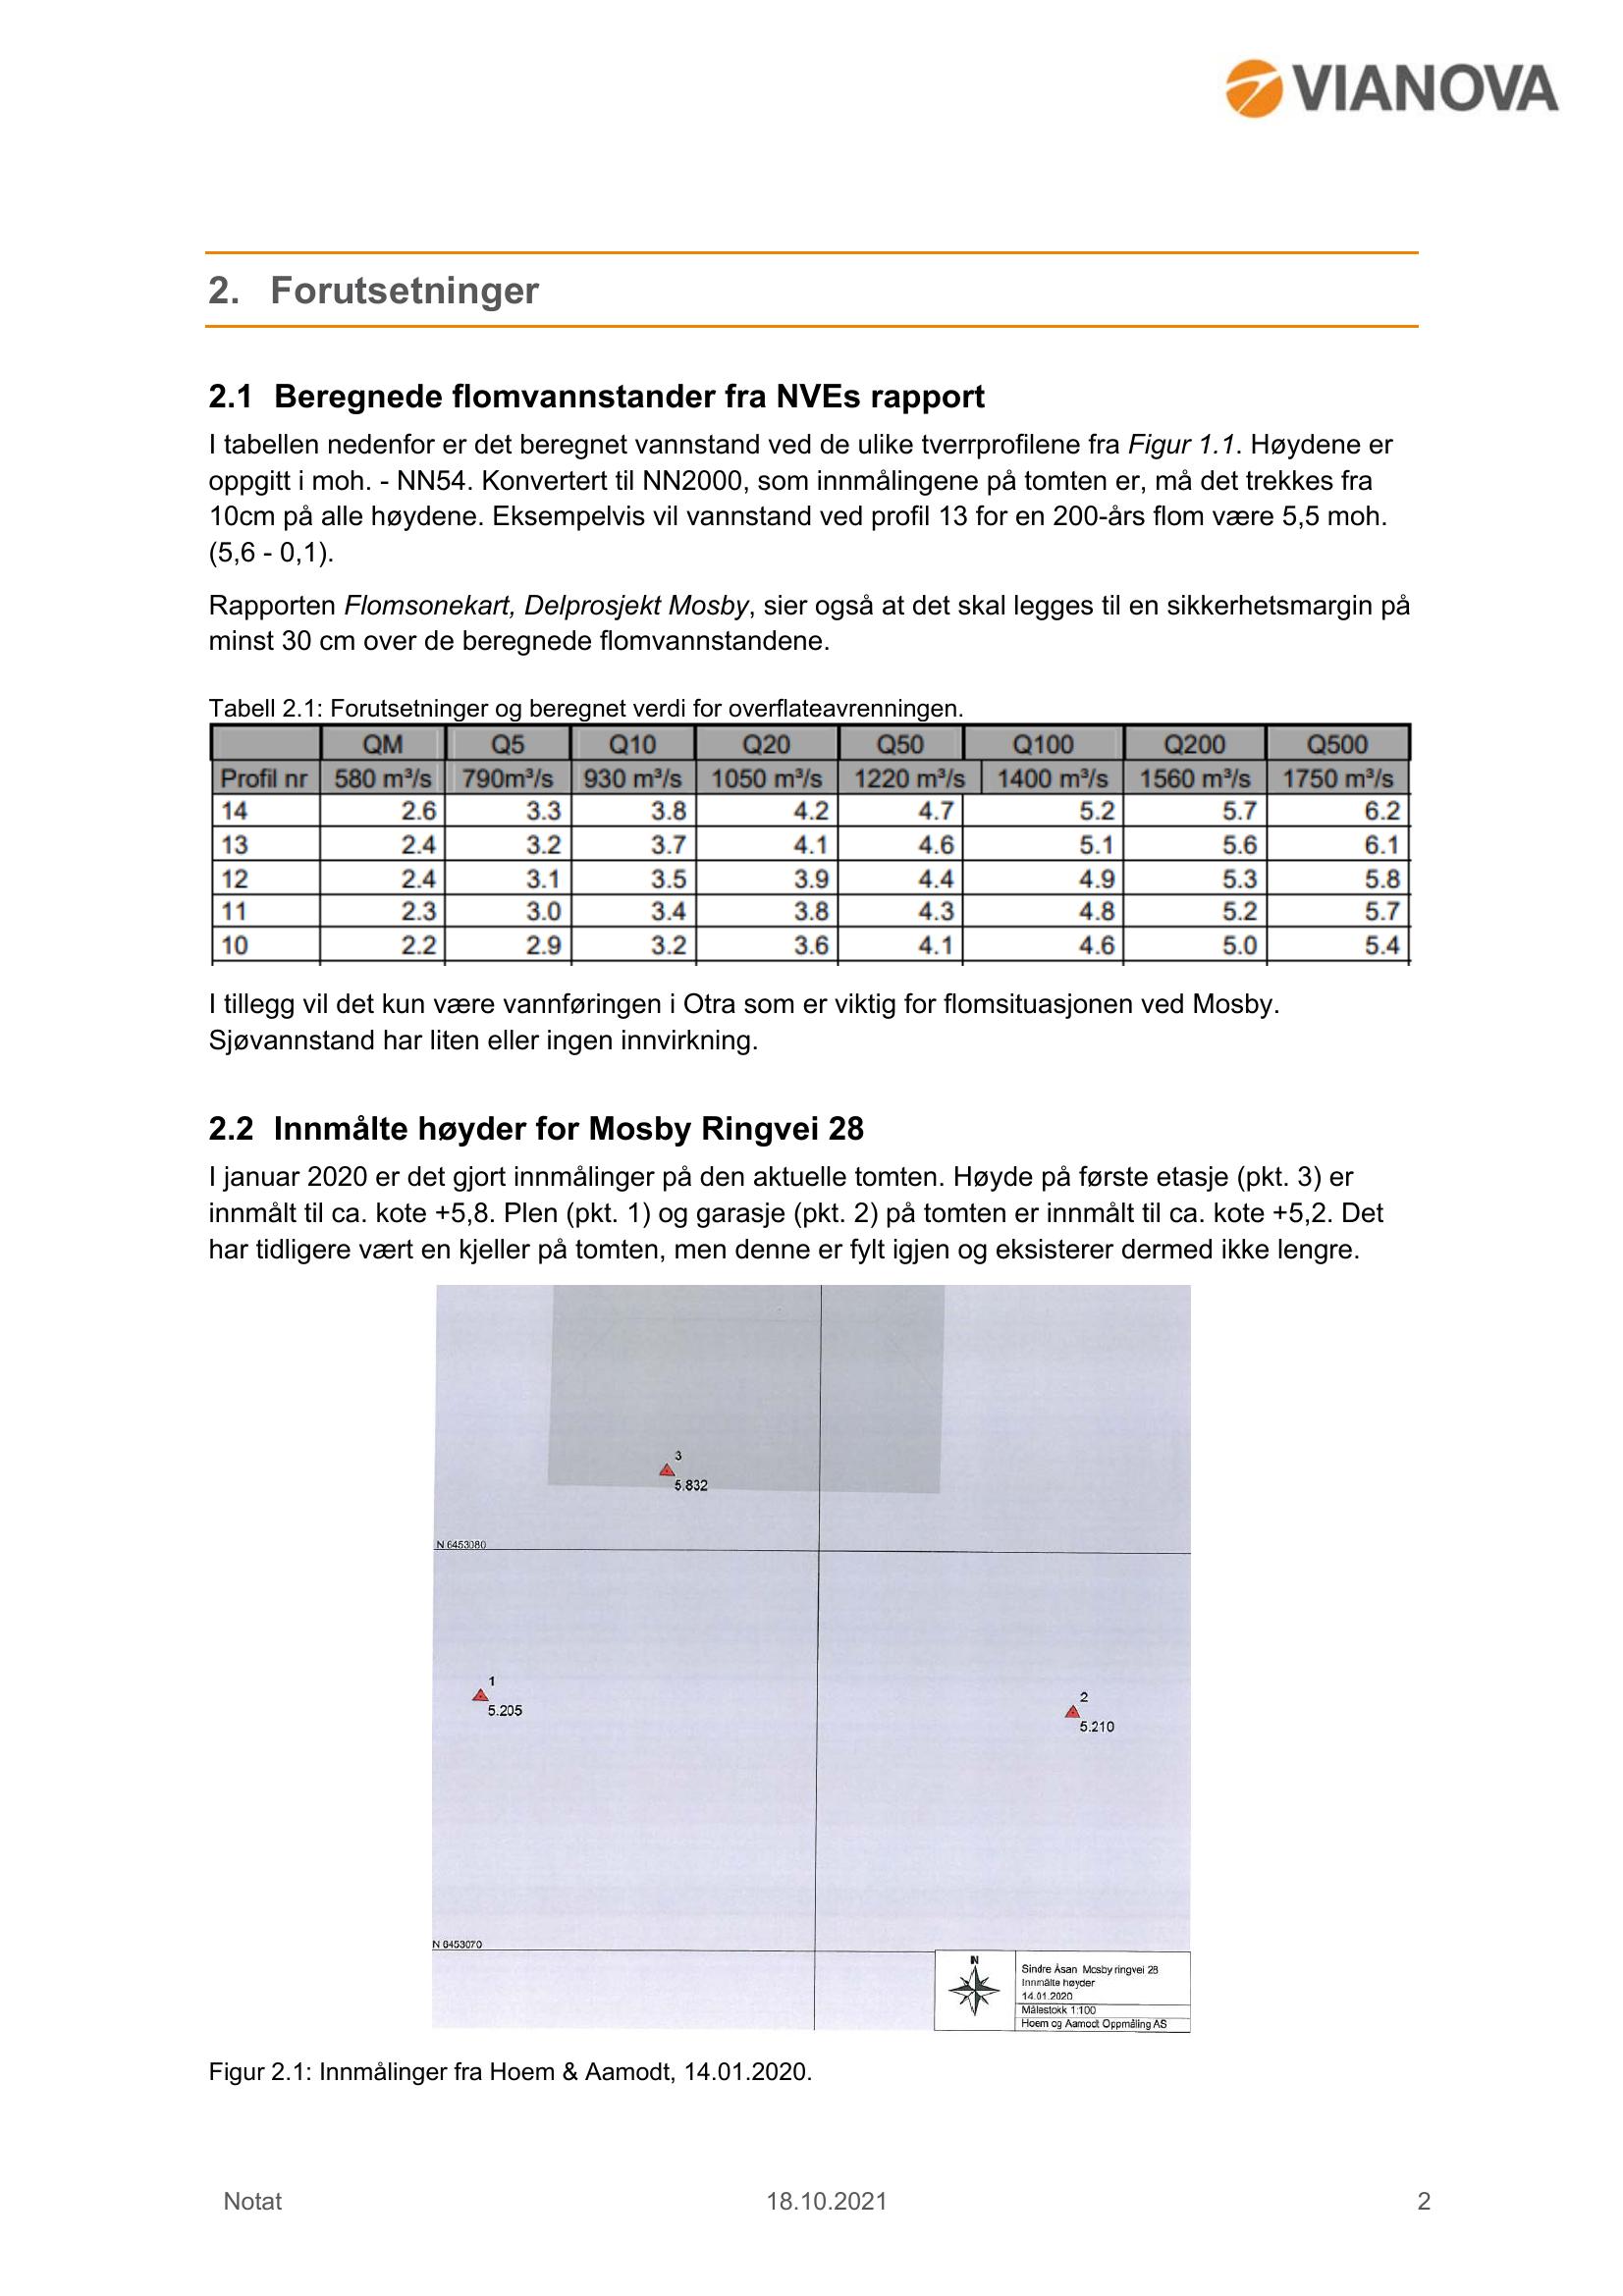 VIANOVA
2. Forutsetninger
2.1 Beregnede flomvannstander fra NVEs rapport
I tabellen nedenfor er det beregnet vannstand ved de ulike tverrprofilene fra Figur 1.1. Høydene er
oppgitt i moh. - NN54. Konvertert til NN2000, som innmålingene på tomten er, må det trekkes fra
10cm på alle høydene. Eksempelvis vil vannstand ved profil 13 for en 200-års flom være 5,5 moh.
(5,6 - 0,1).
Rapporten Flomsonekart, Delprosjekt Mosby, sier også at det skal legges til en sikkerhetsmargin på
minst 30 cm over de beregnede flomvannstandene.
Tabell 2.1: Forutsetninger og beregnet verdi for overflateavrenningen.
QM Q5 Q10 Q20 Q50 Q100 Q200 Q500
Profil nr 580 m³/s 790m³/s 930 m³/s 1050 m³/s 1220 m³/s 1400 m³/s 1560 m³/s 1750 m³/s
14 2.6 3.3 3.8 4.2 4.7 5.2 5.7 6.2
13 2.4 3.2 3.7 4.1 4.6 5.1 5.6 6.1
12 2.4 3.1 3.5 3.9 4.4 4.9 5.3 5.8
11 2.3 3.0 3.4 3.8 4.3 4.8 5.2 5.7
10 2.2 2.9 3.2 3.6 4.1 4.6 5.0 5.4
I tillegg vil det kun være vannføringen i Otra som er viktig for flomsituasjonen ved Mosby.
Sjøvannstand har liten eller ingen innvirkning.
2.2 Innmålte høyder for Mosby Ringvei 28
I januar 2020 er det gjort innmålinger på den aktuelle tomten. Høyde på første etasje (pkt. 3) er
innmålt til ca. kote +5,8. Plen (pkt. 1) og garasje (pkt. 2) på tomten er innmålt til ca. kote +5,2. Det
har tidligere vært en kjeller på tomten, men denne er fylt igjen og eksisterer dermed ikke lengre.
3
5.832
N 6453080
1
5.205
2
5.210
N 6453070
N
Sindre Åsan Mosby ringvei 28
Innmålte høyder
14.01.2020
Målestokk 1:100
Hoem og Aamodt Oppmåling AS
Figur 2.1: Innmålinger fra Hoem & Aamodt, 14.01.2020.
Notat 18.10.2021 2